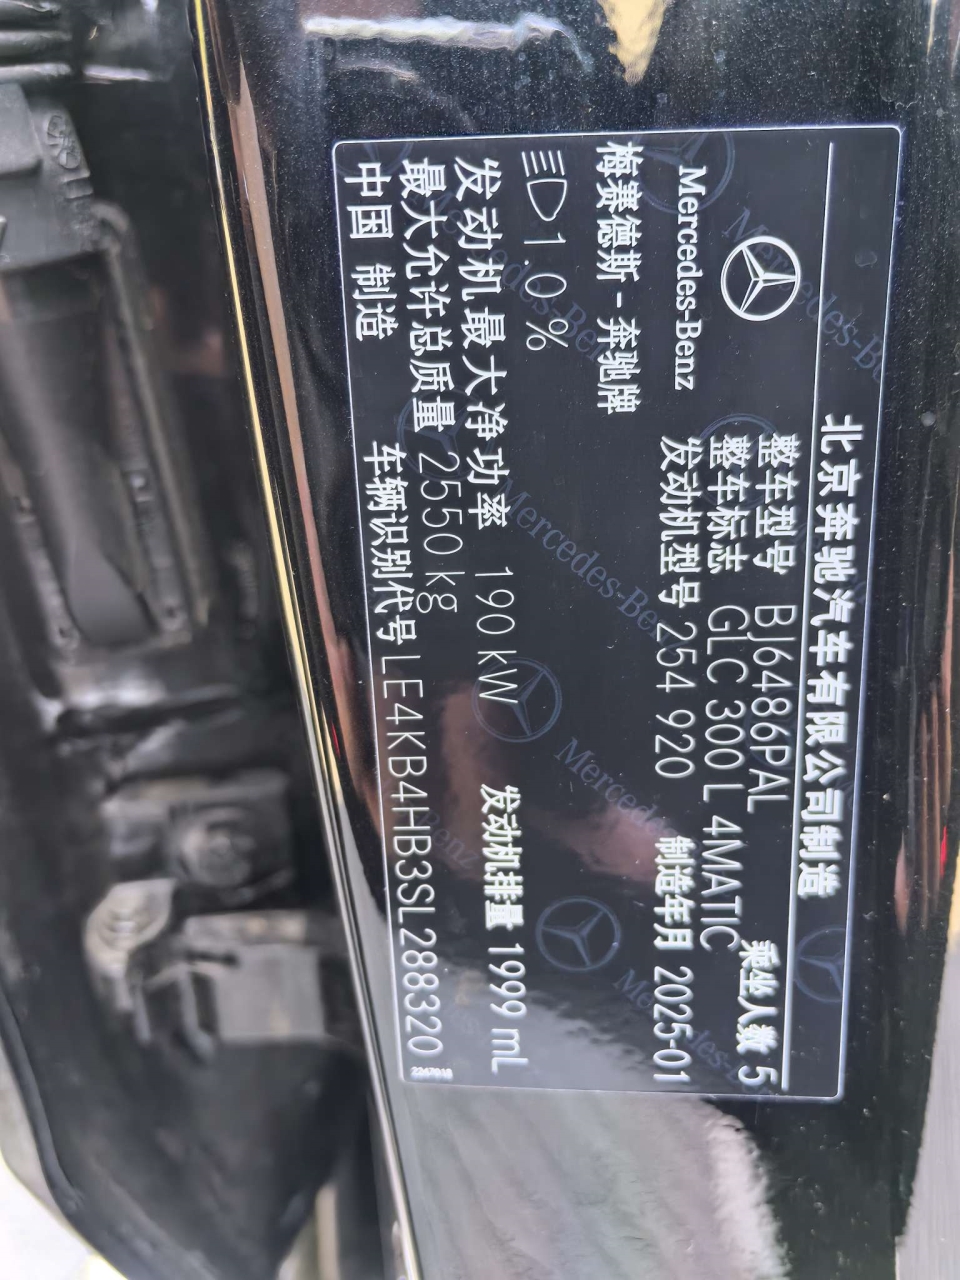 北京奔驰汽车有限公司制造
Mercedes-Benz
整车型号 BJ6486PAL 乘坐人数 5
整车标志 GLC 300 L 4MATIC
发动机型号 254 920 制造年月 2025-01
梅赛德斯-奔驰牌
1.0 %
发动机最大净功率 190 kW 发动机排量 1999 mL
最大允许总质量 2550 kg
中国 制造 车辆识别代号 LE4KB4HB3SL288320